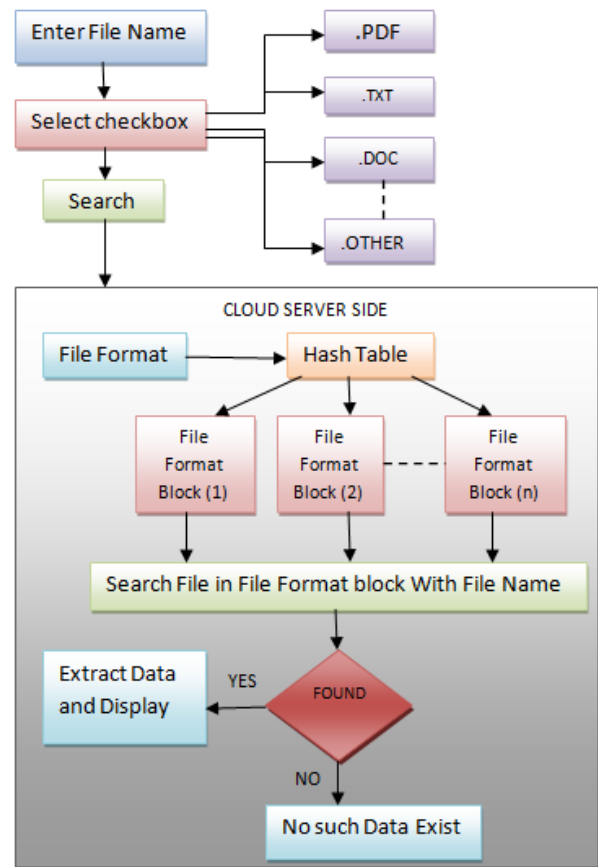 Enter File Name
.PDF
.TXT
Select checkbox
.DOC
Search
.OTHER
CLOUD SERVER SIDE
File Format
Hash Table
File
Format
Block (1)
File
Format
Block (2)
File
Format
Block (n)
Search File in File Format block With File Name
Extract Data
and Display
YES
FOUND
NO
No such Data Exist